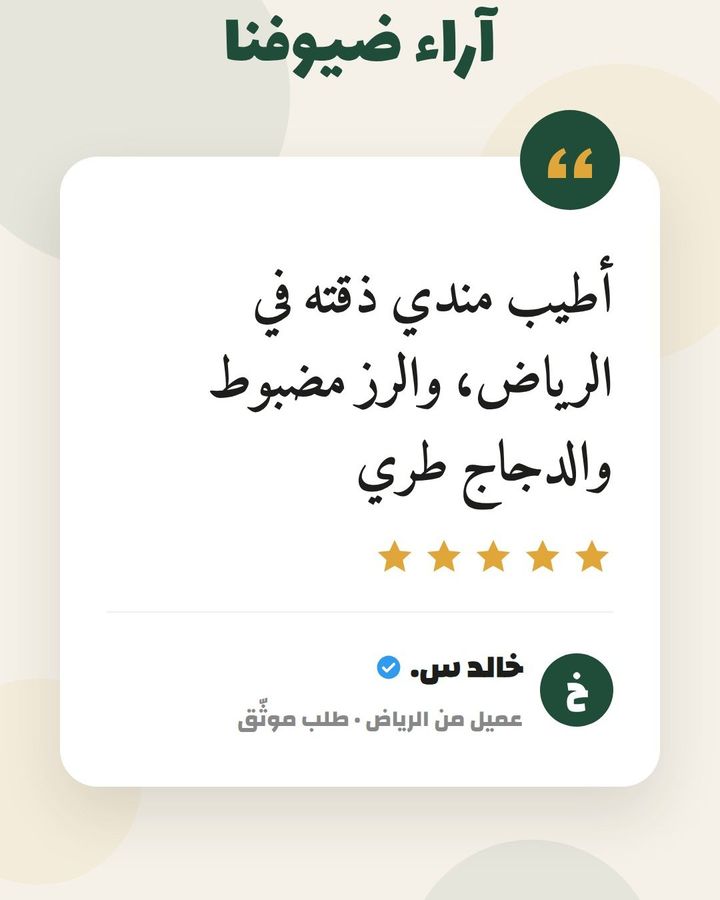 آراء ضيوفنا
“
أطيب مندي ذقته في
الرياض، والرز مضبوط
والدجاج طري
خالد س.
خ
عميل من الرياض • طلب موثّق